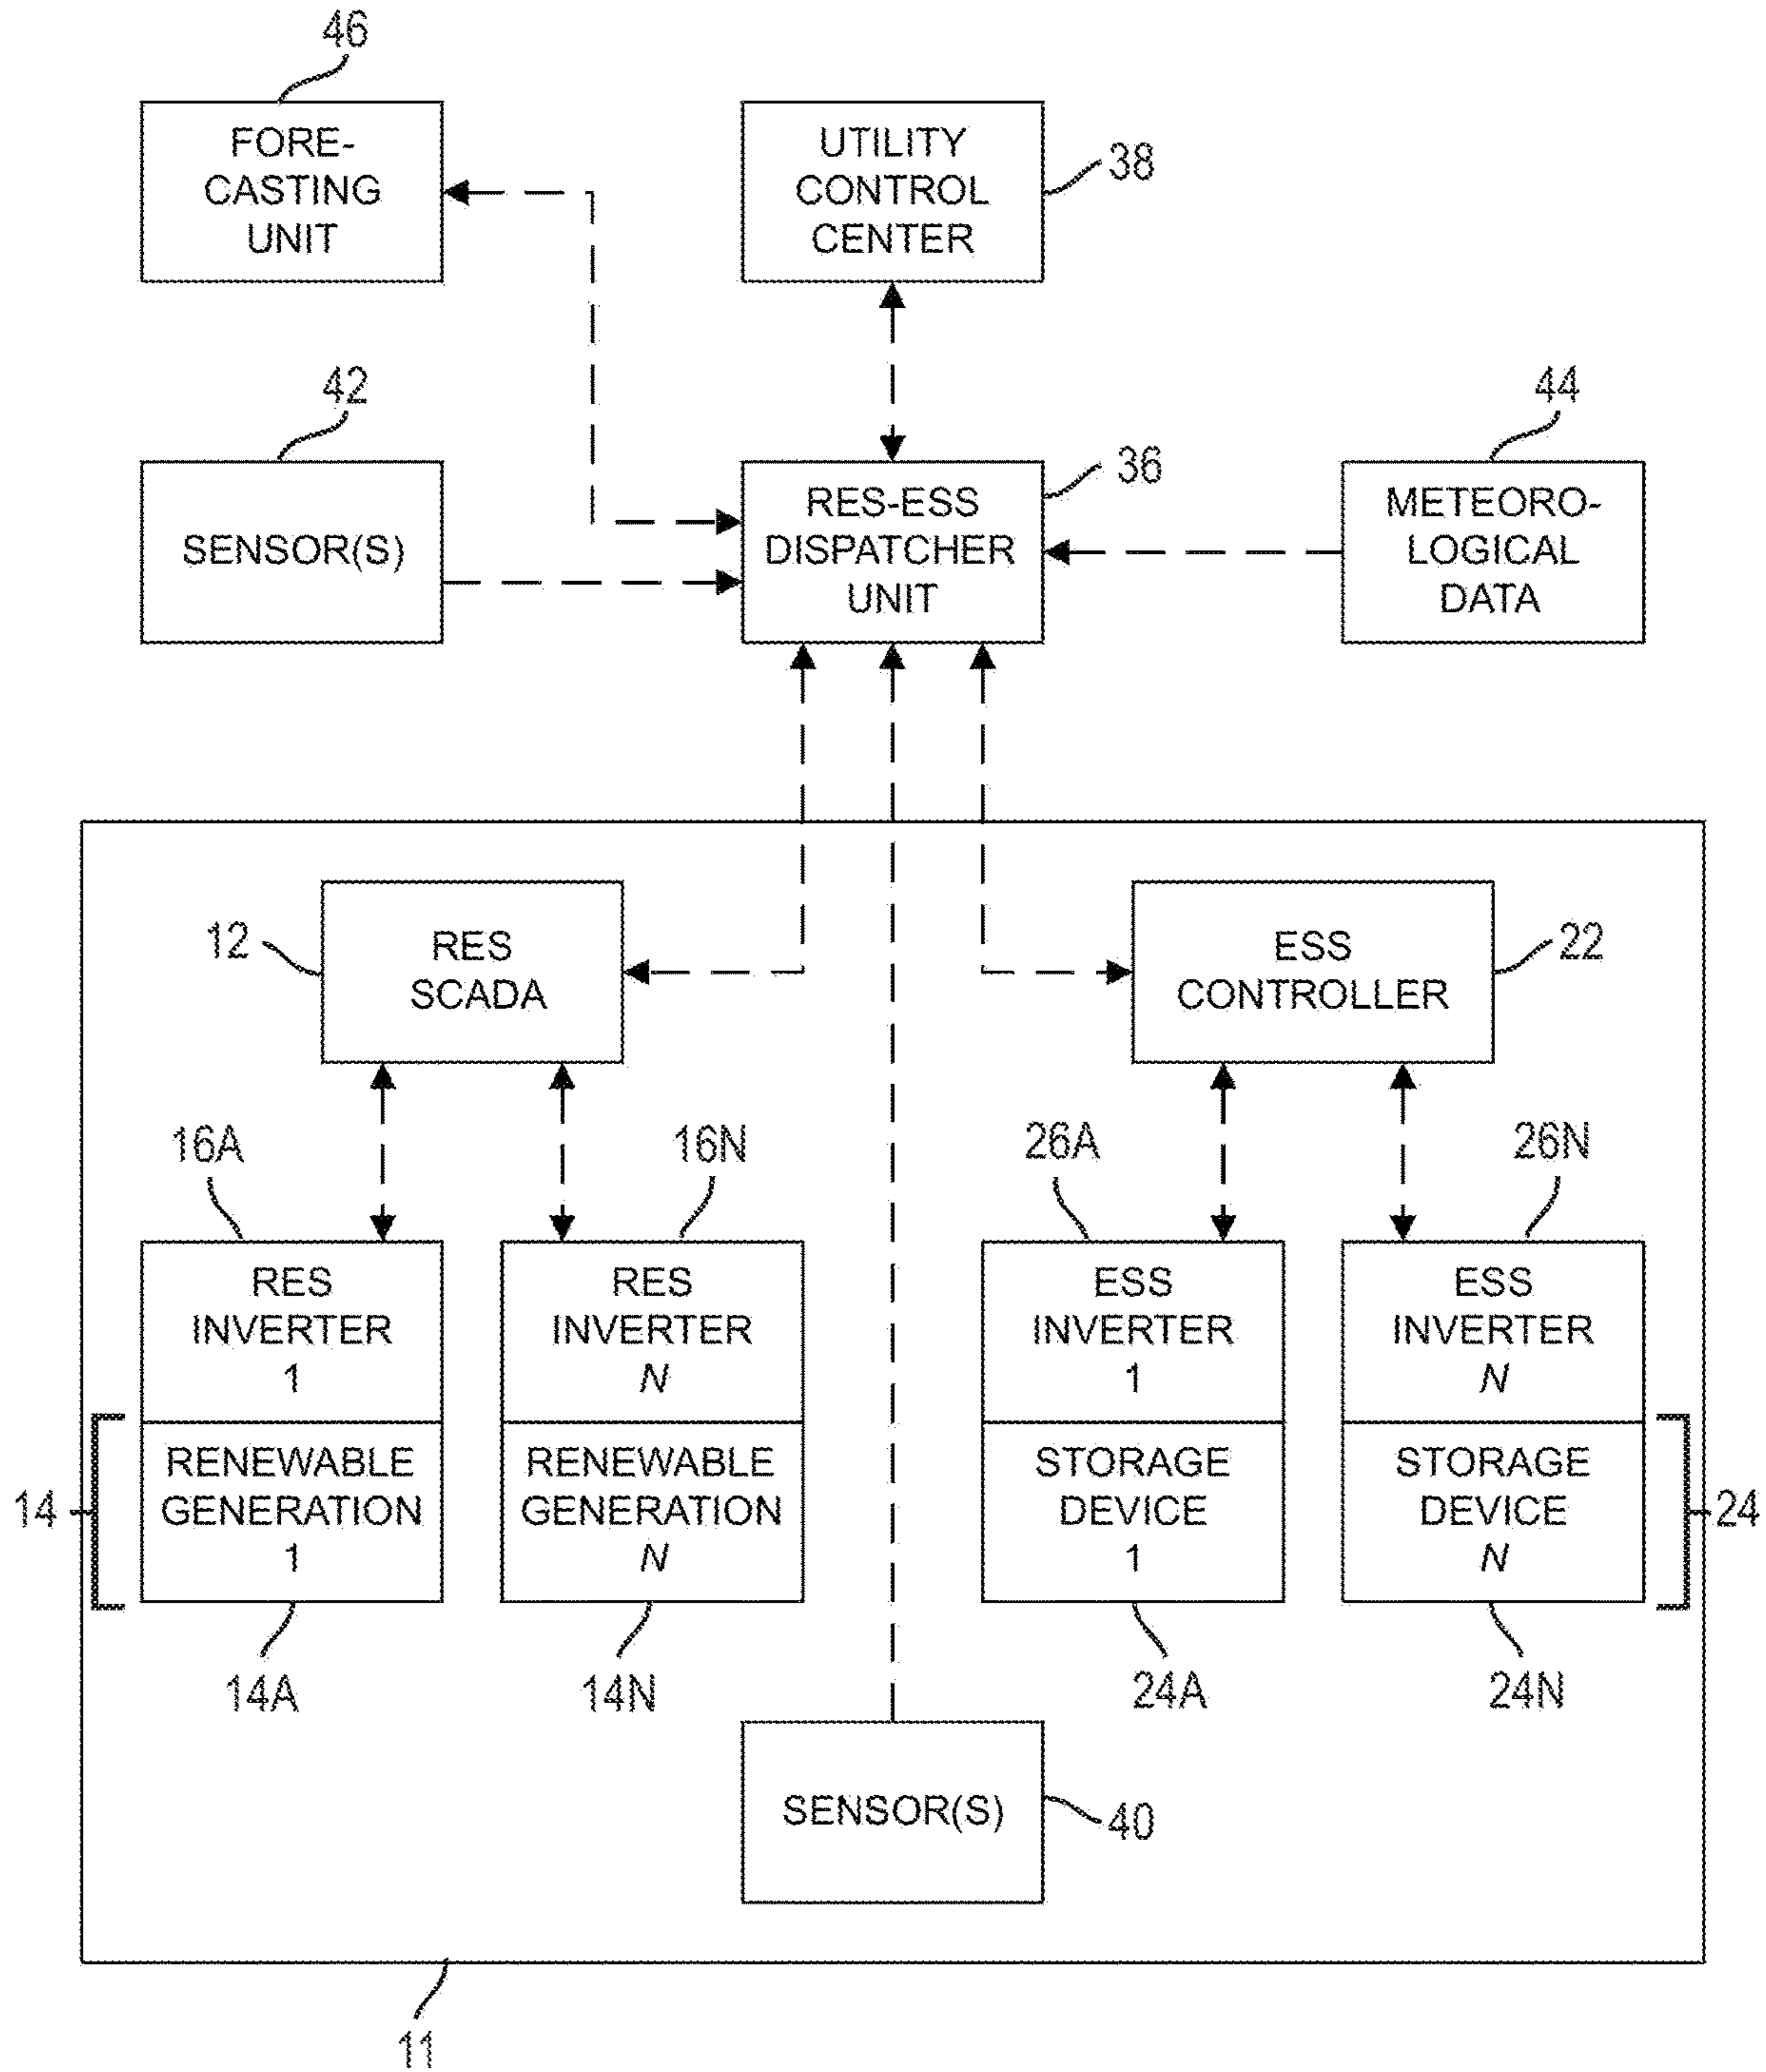 46
FORE-
CASTING
UNIT
UTILITY
CONTROL
CENTER
38
42
SENSOR(S)
36
RES-ESS
DISPATCHER
UNIT
44
METEORO-
LOGICAL
DATA
12
RES
SCADA
ESS
CONTROLLER
22
16A
16N
26A
26N
RES
INVERTER
1
RES
INVERTER
N
ESS
INVERTER
1
ESS
INVERTER
N
14
RENEWABLE
GENERATION
1
RENEWABLE
GENERATION
N
STORAGE
DEVICE
1
STORAGE
DEVICE
N
24
14A
14N
24A
24N
SENSOR(S)
40
11